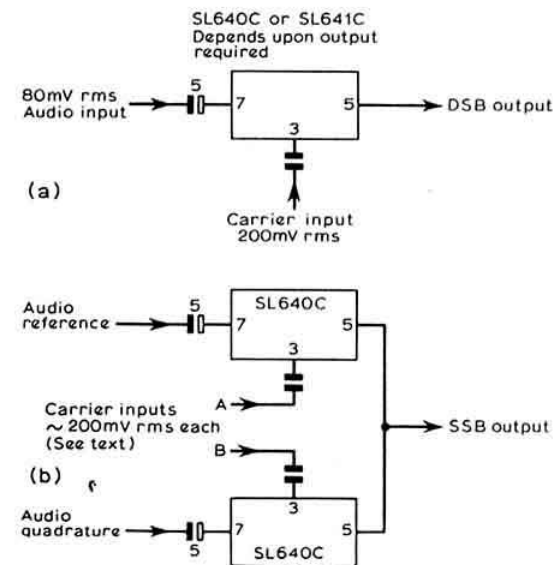 SL640C or SL641C
Depends upon output
required
5
80mV rms
Audio input
7
5
DSB output
3
(a)
Carrier input
200mV rms
Audio
reference
5
SL640C
7
5
3
Carrier inputs
~ 200mV rms each
(See text)
A
SSB output
B
(b)
3
Audio
quadrature
7
5
5
SL640C